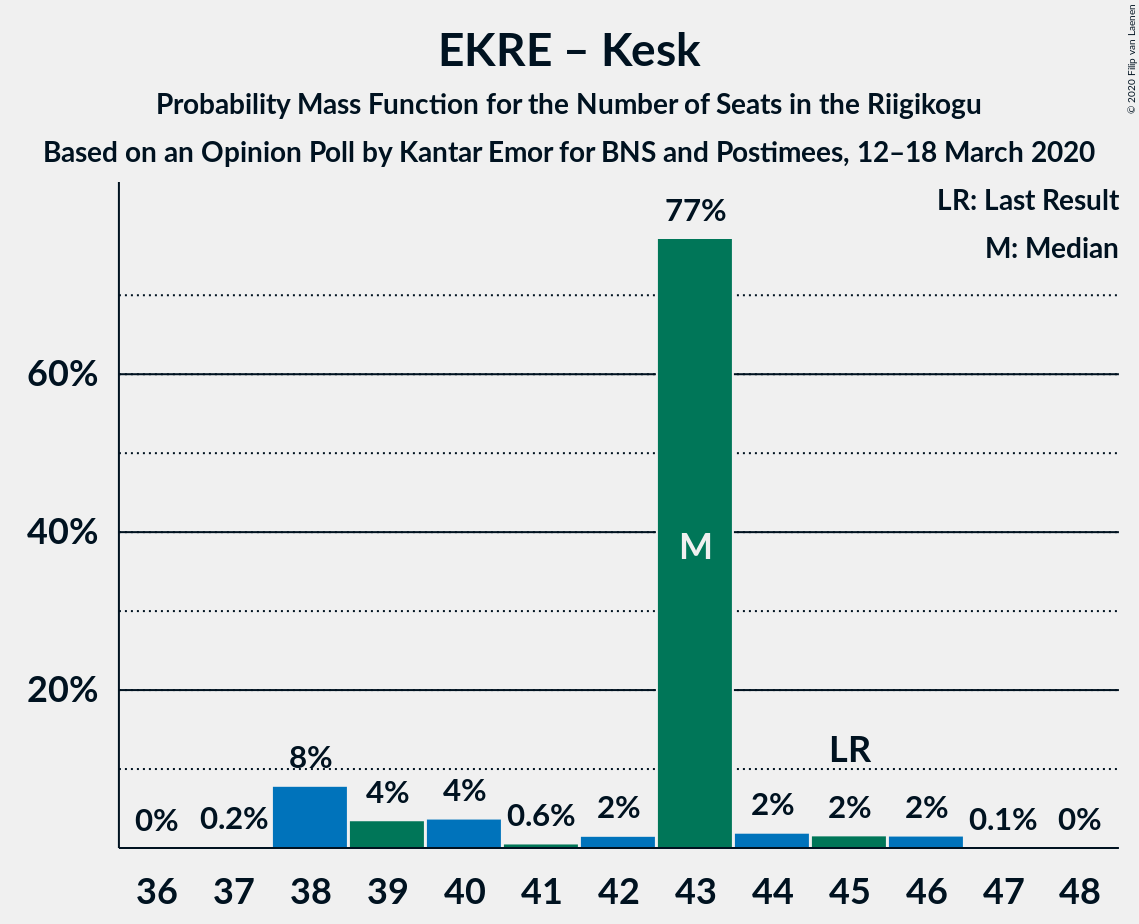 EKRE – Kesk
Probability Mass Function for the Number of Seats in the Riigikogu
Based on an Opinion Poll by Kantar Emor for BNS and Postimees, 12–18 March 2020
© 2020 Filip van Laenen
LR: Last Result
M: Median
77%
60%
40%
20%
M
LR
0%
0.2%
8%
4%
4%
0.6%
2%
2%
2%
2%
0.1%
0%
36 37 38 39 40 41 42 43 44 45 46 47 48